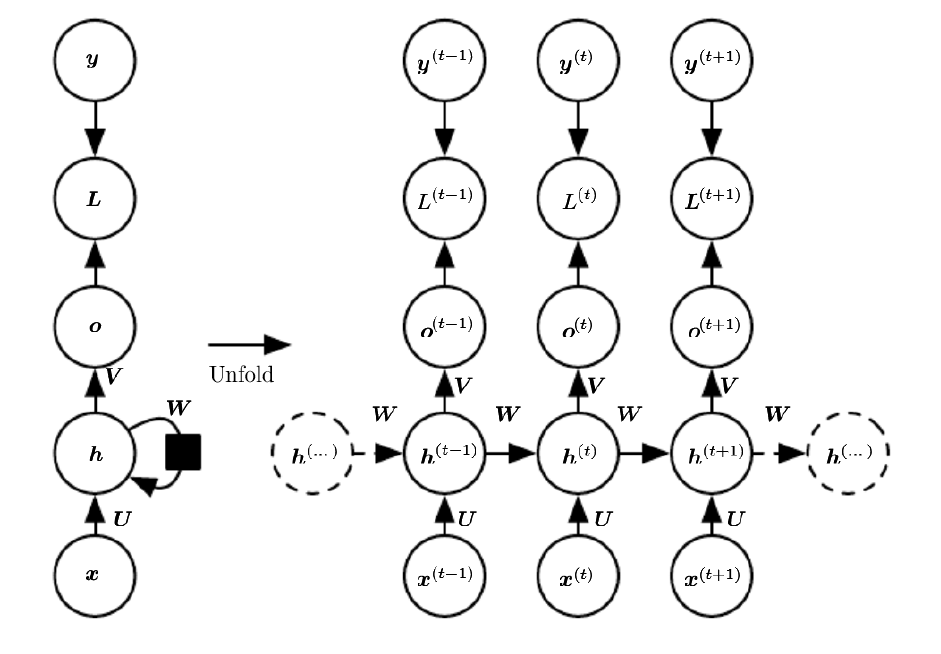 y y^{(t-1)} y^{(t)} y^{(t+1)}
L L^{(t-1)} L^{(t)} L^{(t+1)}
o o^{(t-1)} o^{(t)} o^{(t+1)}
Unfold
V V V V
W W W W W
h h^{(...)} h^{(t-1)} h^{(t)} h^{(t+1)} h^{(...)}
U U U U
x x^{(t-1)} x^{(t)} x^{(t+1)}